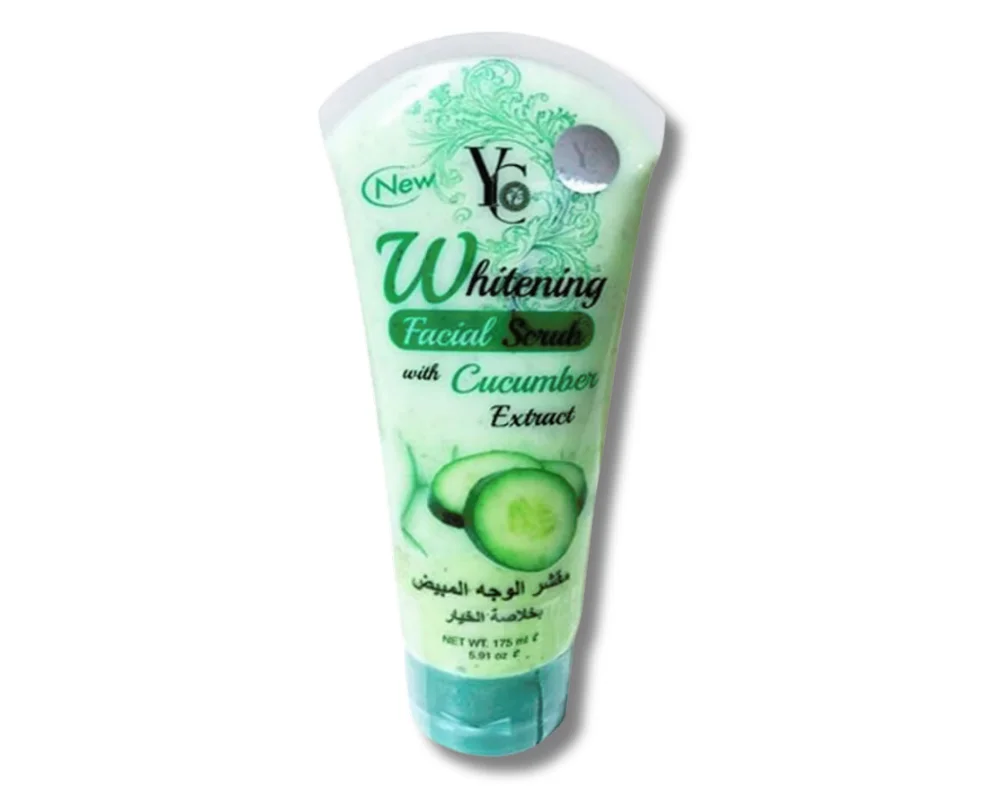 New
YC
Whitening
Facial Scrub
with Cucumber
Extract
مقشر الوجه المبيض
بخلاصة الخيار
NET WT. 175 ml ℮
5.91 oz ℮